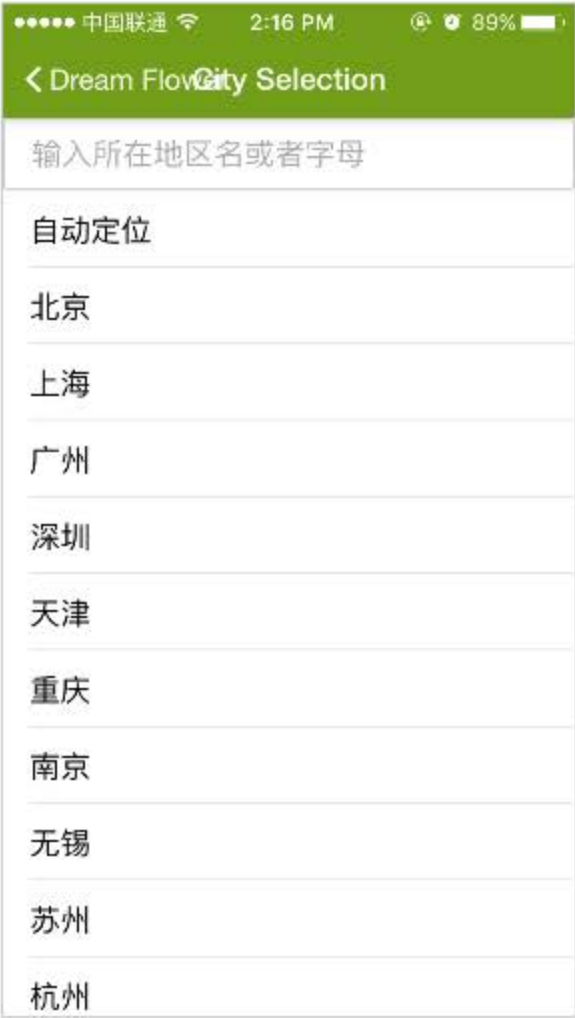 中国联通 2:16 PM 89%
Dream Flower City Selection
输入所在地区名或者字母
自动定位
北京
上海
广州
深圳
天津
重庆
南京
无锡
苏州
杭州